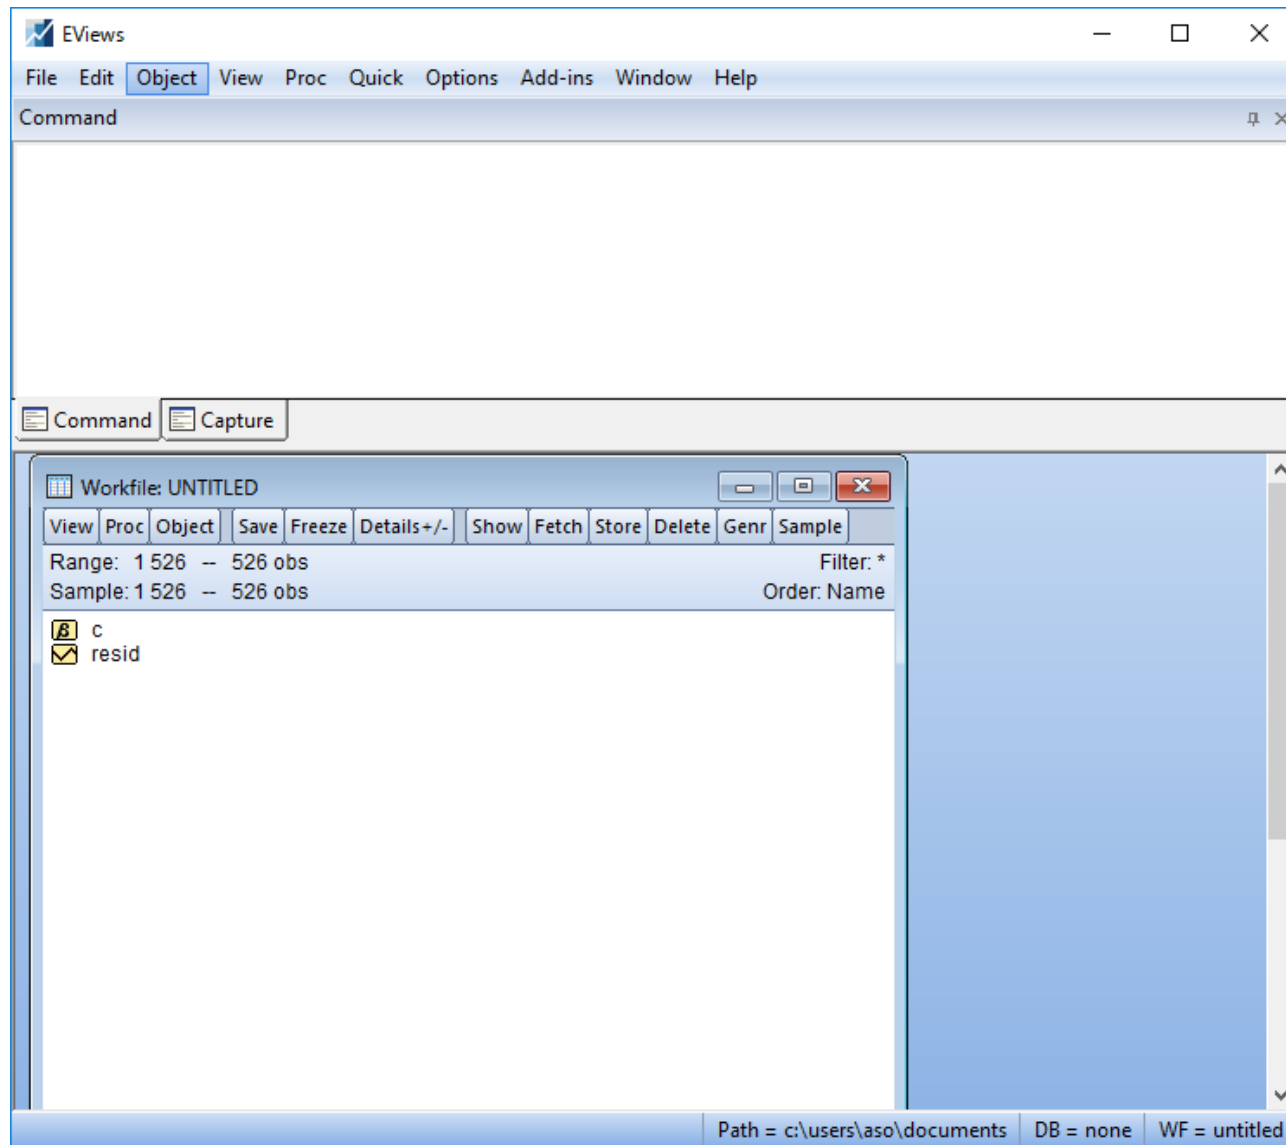 EViews
File Edit Object View Proc Quick Options Add-ins Window Help
Command
Command Capture
Workfile: UNTITLED
View Proc Object Save Freeze Details+/- Show Fetch Store Delete Genr Sample
Range: 1 526 -- 526 obs Filter: *
Sample: 1 526 -- 526 obs Order: Name
β c
resid
Path = c:\users\aso\documents DB = none WF = untitled